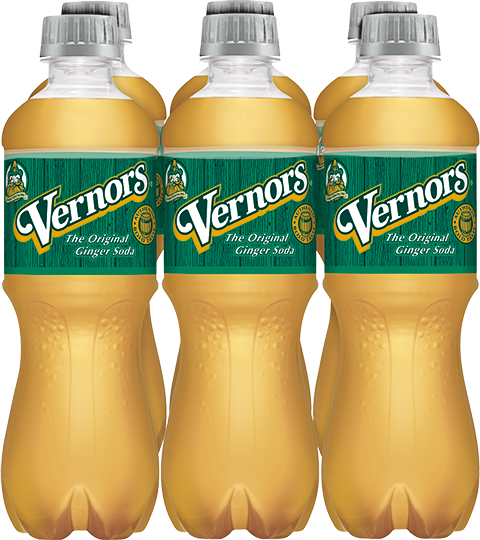 Vernors
The Original
Ginger Soda
Vernors
The Original
Ginger Soda
Vernors
The Original
Ginger Soda